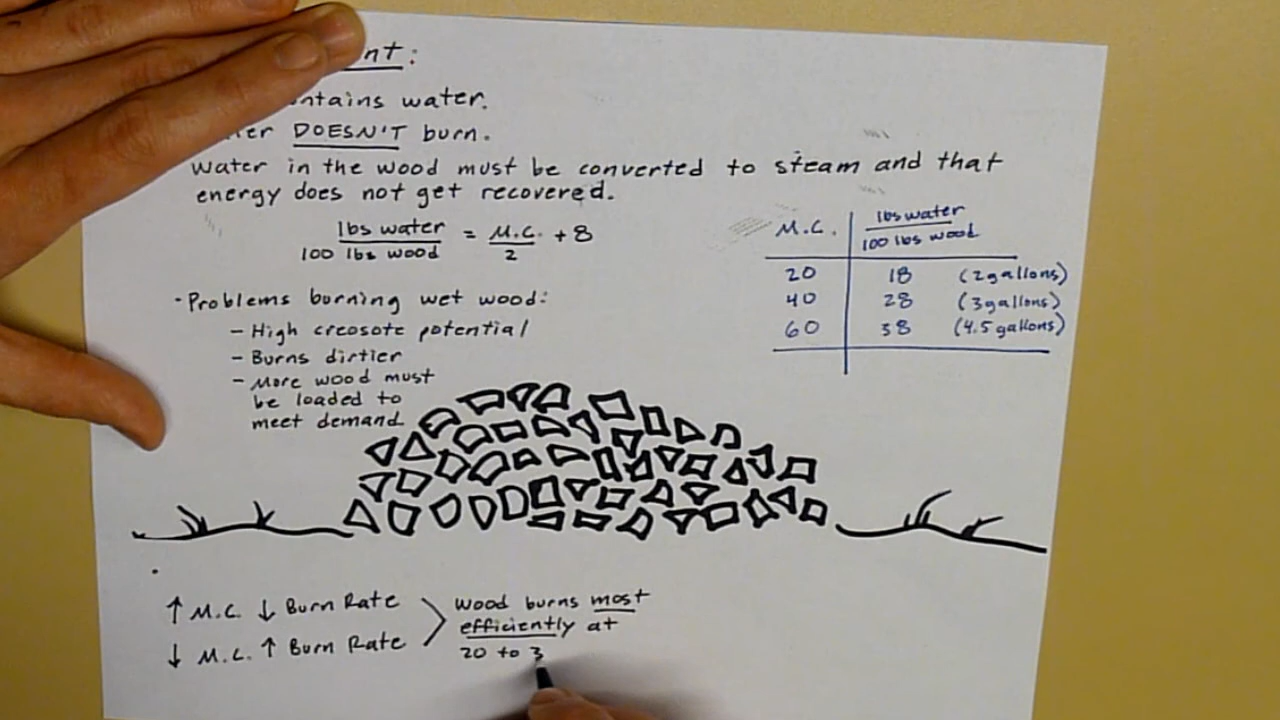 nt:
ntains water.
er DOESN'T burn.
water in the wood must be converted to steam and that
energy does not get recovered.
lbs water
100 lbs wood
= M.C. + 8
2
M.C.
lbs water
100 lbs wood
20 18 (2 gallons)
40 28 (3 gallons)
60 38 (4.5 gallons)
· Problems burning wet wood:
- High creosote potential
- Burns dirtier
- More wood must
be loaded to
meet demand
↑ M.C. ↓ Burn Rate
↓ M.C. ↑ Burn Rate
wood burns most
efficiently at
20 to 3